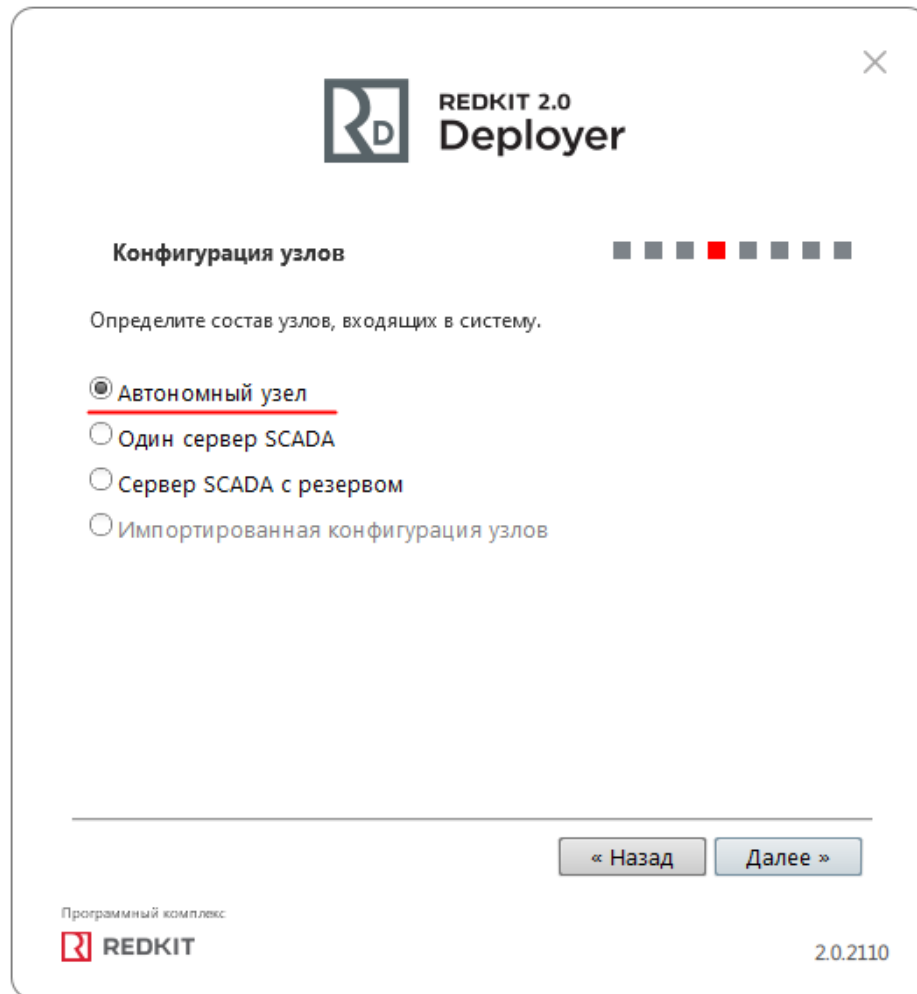 REDKIT 2.0
Deployer
Конфигурация узлов
Определите состав узлов, входящих в систему.
Автономный узел
Один сервер SCADA
Сервер SCADA с резервом
Импортированная конфигурация узлов
« Назад
Далее »
Программный комплекс
REDKIT
2.0.2110